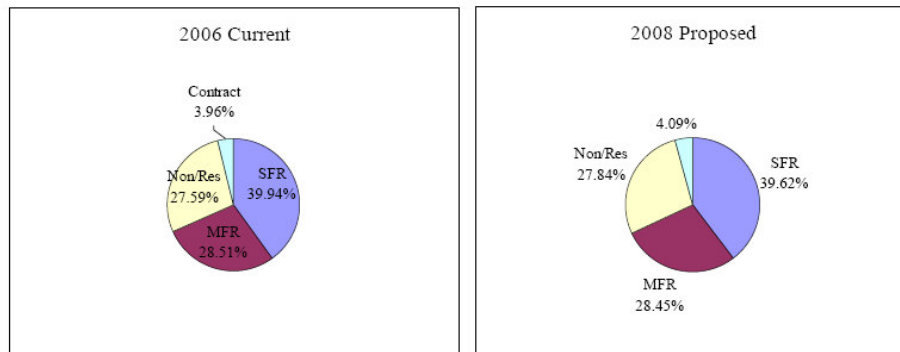 2006 Current
Contract
3.96%
Non/Res
27.59%
SFR
39.94%
MFR
28.51%
2008 Proposed
4.09%
Non/Res
27.84%
SFR
39.62%
MFR
28.45%